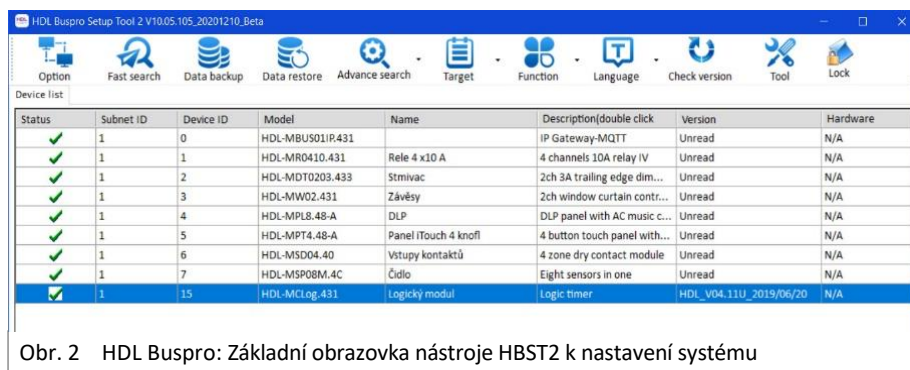 HDL Buspro Setup Tool 2 V10.05.105_20201210_Beta
Option Fast search Data backup Data restore Advance search Target Function Language Check version Tool Lock
Device list
Status Subnet ID Device ID Model Name Description(double click Version Hardware
1 0 HDL-MBUS01IP.431 IP Gateway-MQTT Unread N/A
1 1 HDL-MR0410.431 Rele 4 x10 A 4 channels 10A relay IV Unread N/A
1 2 HDL-MDT0203.433 Stmivac 2ch 3A trailing edge dim... Unread N/A
1 3 HDL-MW02.431 Závěsy 2ch window curtain contr... Unread N/A
1 4 HDL-MPL8.48-A DLP DLP panel with AC music c... Unread N/A
1 5 HDL-MPT4.48-A Panel iTouch 4 knofl 4 button touch panel with... Unread N/A
1 6 HDL-MSD04.40 Vstupy kontaktů 4 zone dry contact module Unread N/A
1 7 HDL-MSP08M.4C Čidlo Eight sensors in one Unread N/A
1 15 HDL-MCLog.431 Logický modul Logic timer HDL_V04.11U_2019/06/20 N/A
Obr. 2 HDL Buspro: Základní obrazovka nástroje HBST2 k nastavení systému